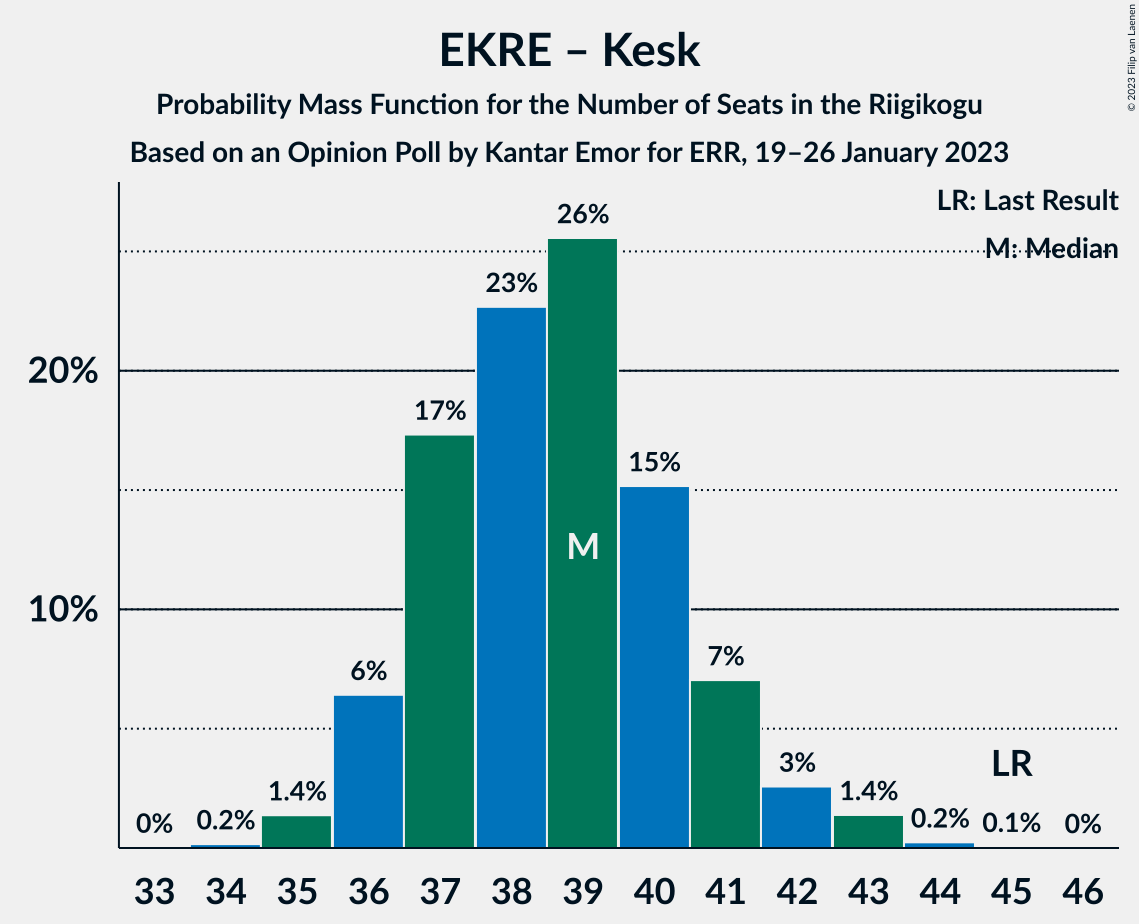 EKRE – Kesk
Probability Mass Function for the Number of Seats in the Riigikogu
Based on an Opinion Poll by Kantar Emor for ERR, 19–26 January 2023
© 2023 Filip van Laenen
LR: Last Result
M: Median
26%
23%
20%
17%
15%
M
10%
7%
6%
3%
LR
1.4%
1.4%
0%
0.2%
0.2%
0.1%
0%
33 34 35 36 37 38 39 40 41 42 43 44 45 46